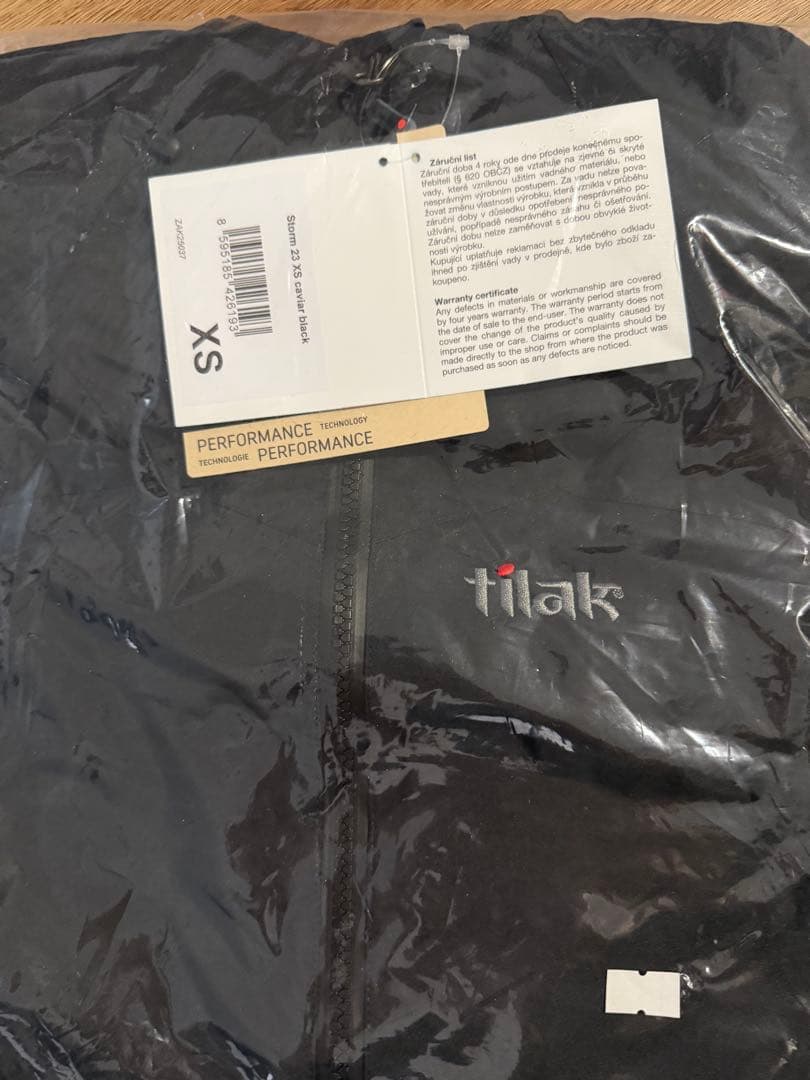 Záruční list
Záruční doba 4 roky ode dne prodeje konečnému spo-
třebiteli (§ 620 OBČZ) se vztahuje na zjevné či skryté
vady, které vzniknou užitím vadného materiálu, nebo
nesprávným výrobním postupem. Za vadu nelze pova-
žovat změnu vlastnosti výrobku, která vznikla v průběhu
záruční doby v důsledku opotřebení nesprávného po-
užívání, popřípadě nesprávného zásahu či ošetřování.
Záruční dobu nelze zaměňovat s dobou obvyklé život-
nosti výrobku.
Kupující uplatňuje reklamaci bez zbytečného odkladu
ihned po zjištění vady v prodejně, kde bylo zboží za-
koupeno.
Warranty certificate
Any defects in materials or workmanship are covered
by four years warranty. The warranty period starts from
the date of sale to the end-user. The warranty does not
cover the change of the product's quality caused by
improper use or care. Claims or complaints should be
made directly to the shop from where the product was
purchased as soon as any defects are noticed.
Storm 23 XS caviar black
8 595185 426193
XS
ZAK25037
PERFORMANCE TECHNOLOGY
TECHNOLOGIE PERFORMANCE
tilak